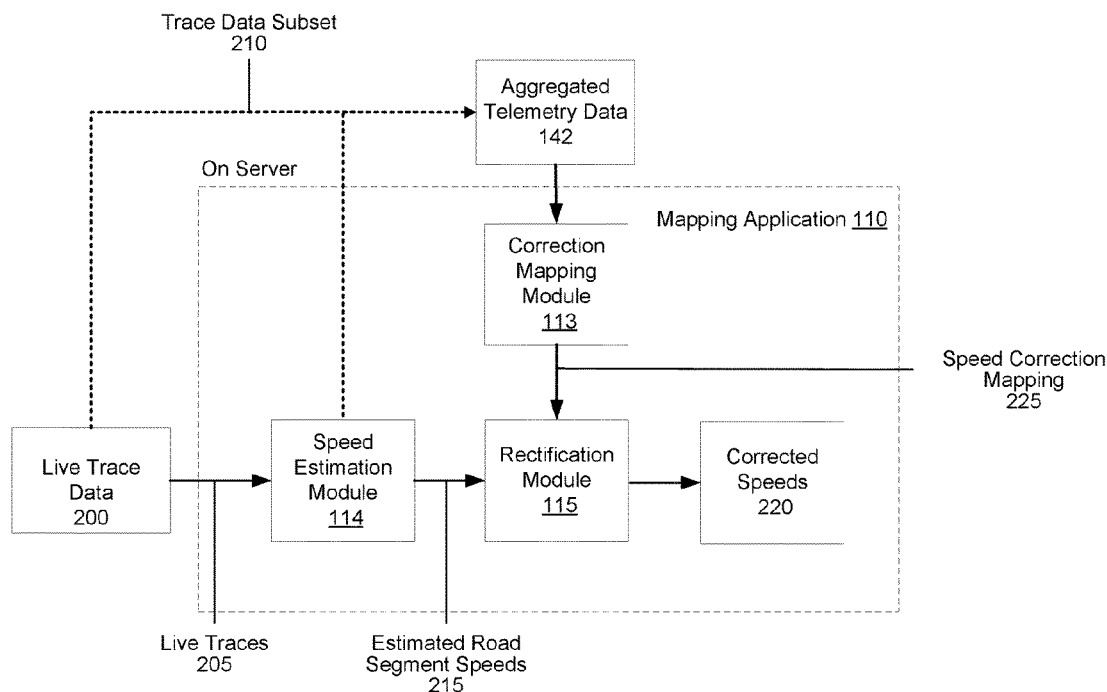 Trace Data Subset
210
Aggregated
Telemetry Data
142
On Server
Mapping Application 110
Correction
Mapping
Module
113
Speed Correction
Mapping
225
Live Trace
Data
200
Speed
Estimation
Module
114
Rectification
Module
115
Corrected
Speeds
220
Live Traces
205
Estimated Road
Segment Speeds
215